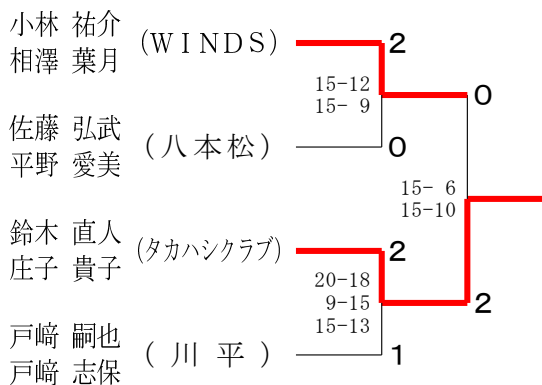 小林 祐介
相澤 葉月
(ＷＩＮＤＳ)
2
15-12
15- 9
0
佐藤 弘武
平野 愛美
(八本松)
0
15- 6
15-10
鈴木 直人
庄子 貴子
(タカハシクラブ)
2
20-18
9-15
15-13
2
戸﨑 嗣也
戸﨑 志保
(川平)
1